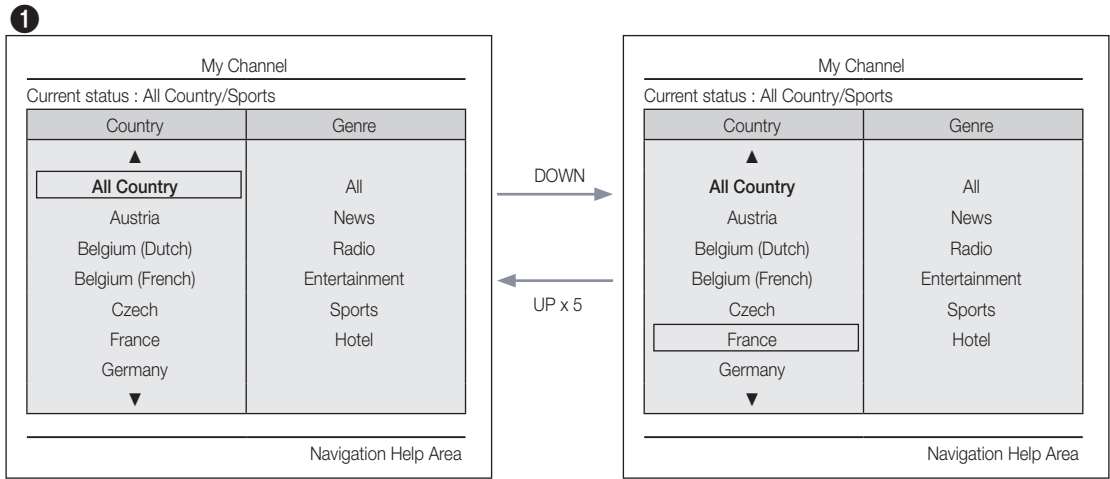 1
My Channel
Current status : All Country/Sports
Country Genre
▲
All Country All
Austria News
Belgium (Dutch) Radio
Belgium (French) Entertainment
Czech Sports
France Hotel
Germany
▼
Navigation Help Area
DOWN
UP x 5
My Channel
Current status : All Country/Sports
Country Genre
▲
All Country All
Austria News
Belgium (Dutch) Radio
Belgium (French) Entertainment
Czech Sports
France Hotel
Germany
▼
Navigation Help Area